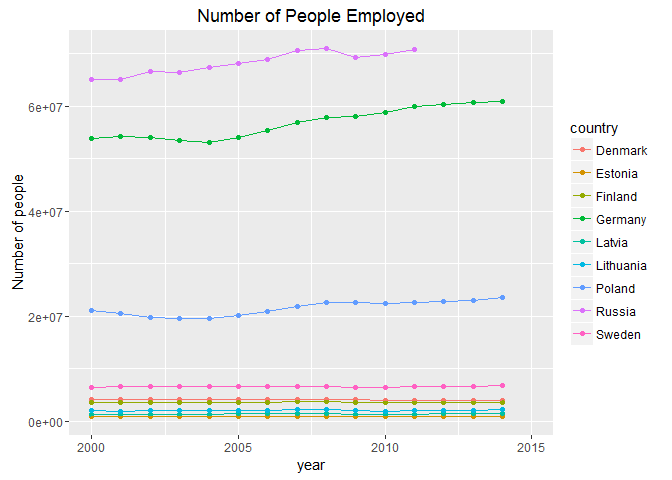 Number of People Employed
Number of people
6e+07
4e+07
2e+07
0e+00
2000
2005
2010
2015
year
country
Denmark
Estonia
Finland
Germany
Latvia
Lithuania
Poland
Russia
Sweden